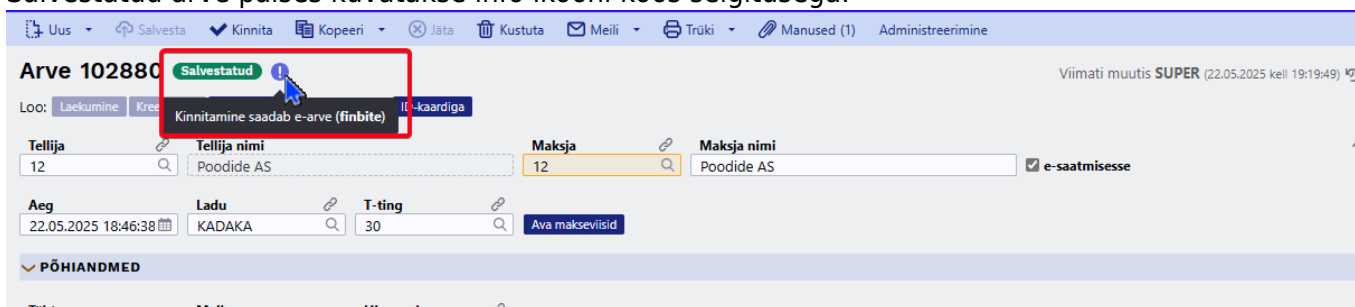 Salvestatud arve päises kuvatakse info ikooni koos selgitusega.
Uus Salvesta Kinnita Kopeeri Jäta Kustuta Meili Trüki Manused (1) Administreerimine
Arve 102880 Salvestatud Viimati muutis SUPER (22.05.2025 kell 19:19:49)
Loo: Laekumine ID-kaardiga
Kinnitamine saadab e-arve (finbite)
Tellija Tellija nimi Maksja Maksja nimi
12 Poodide AS 12 Poodide AS e-saatmisesse
Aeg Ladu T-ting
22.05.2025 18:46:38 KADAKA 30 Ava makseviisid
PÕHIANDMED